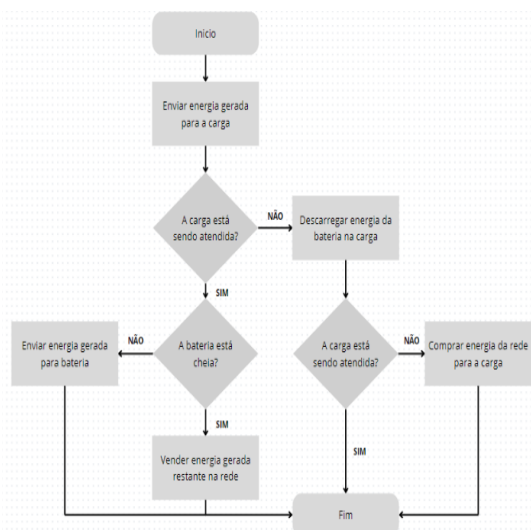 Inicio
Enviar energia gerada
para a carga
A carga está
sendo atendida?
NÃO
Descarregar energia da
bateria na carga
SIM
Enviar energia gerada
para bateria
NÃO
A bateria está
cheia?
A carga está
sendo atendida?
NÃO
Comprar energia da rede
para a carga
SIM
Vender energia gerada
restante na rede
SIM
Fim